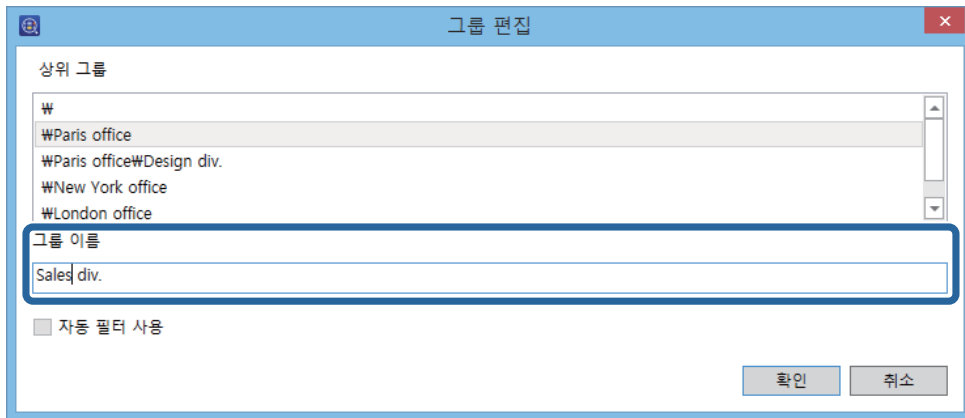 그룹 편집
상위 그룹
₩
₩Paris office
₩Paris office₩Design div.
₩New York office
₩London office
그룹 이름
Sales div.
자동 필터 사용
확인
취소